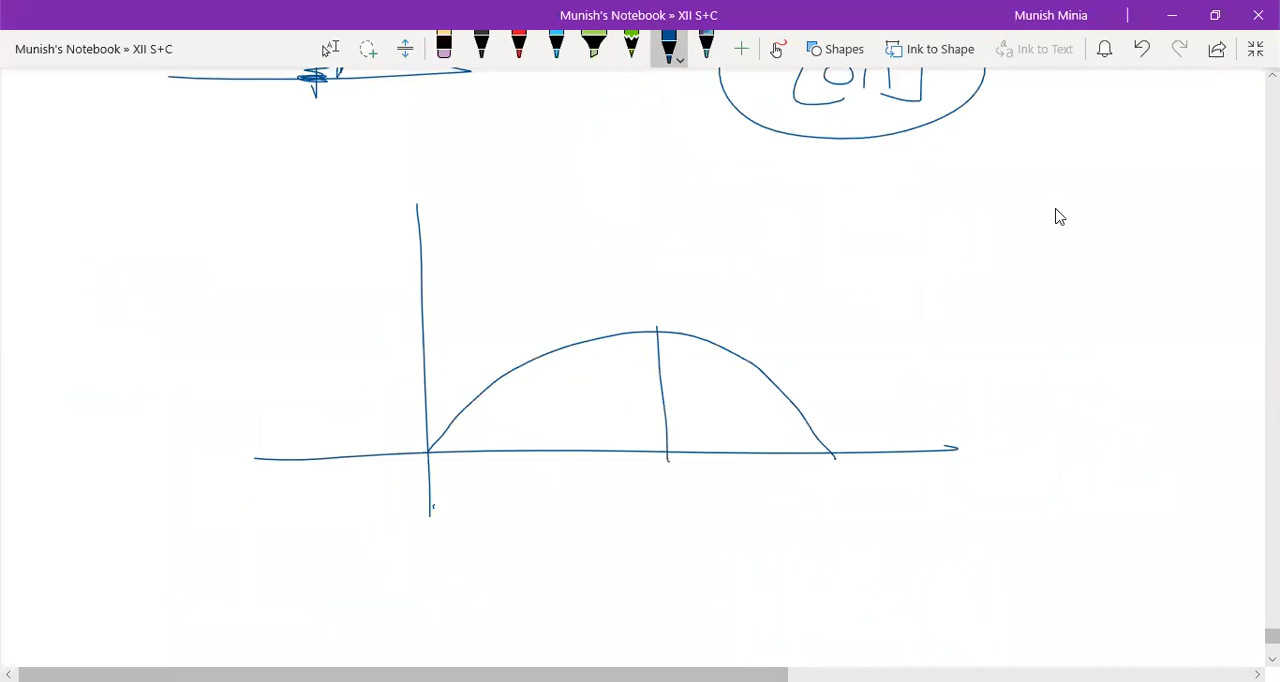 Munish's Notebook » XII S+C
Munish Minia
Munish's Notebook » XII S+C
Shapes
Ink to Shape
Ink to Text